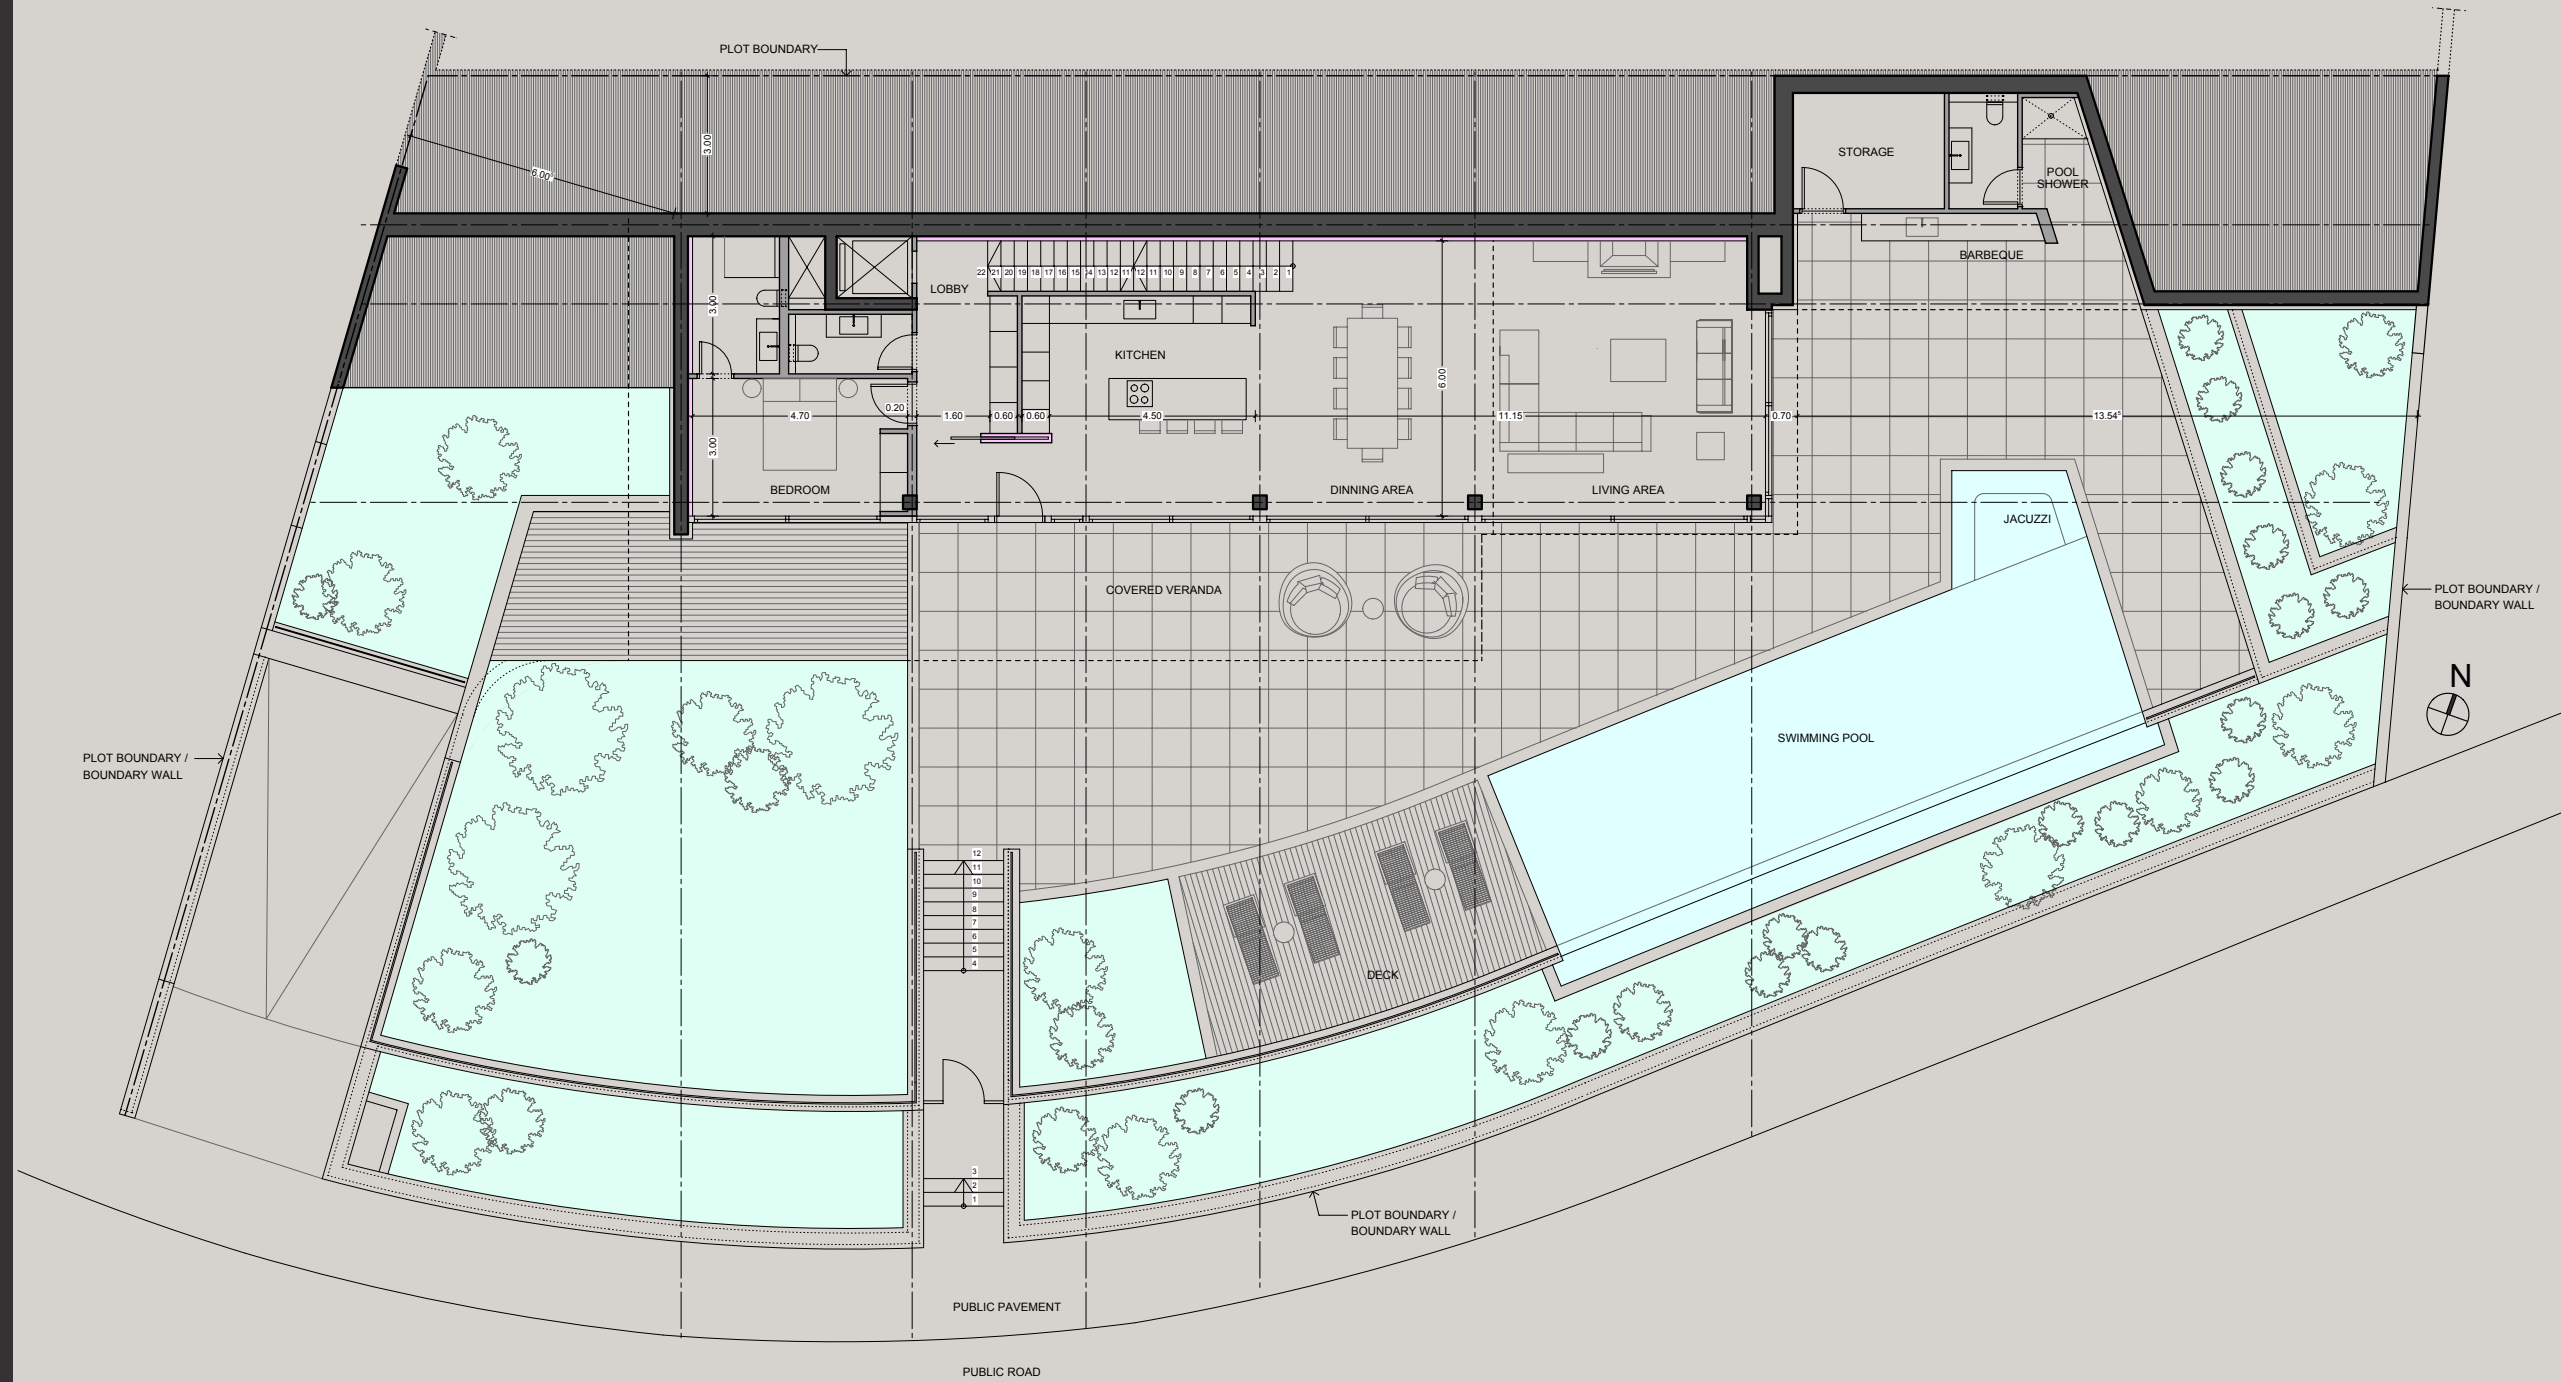 PLOT BOUNDARY
3.00
6.00⁵
STORAGE
POOL
SHOWER
BARBEQUE
22 21 20 19 18 17 16 15 14 13 12 11 12 11 10 9 8 7 6 5 4 3 2 1
LOBBY
3.00
KITCHEN
6.00
4.70
0.20
1.60
0.60
0.60
4.50
11.15
0.70
13.54⁵
3.00
BEDROOM
DINNING AREA
LIVING AREA
JACUZZI
COVERED VERANDA
PLOT BOUNDARY /
BOUNDARY WALL
N
SWIMMING POOL
PLOT BOUNDARY /
BOUNDARY WALL
12
11
10
9
8
7
6
5
4
DECK
3
2
1
PLOT BOUNDARY /
BOUNDARY WALL
PUBLIC PAVEMENT
PUBLIC ROAD